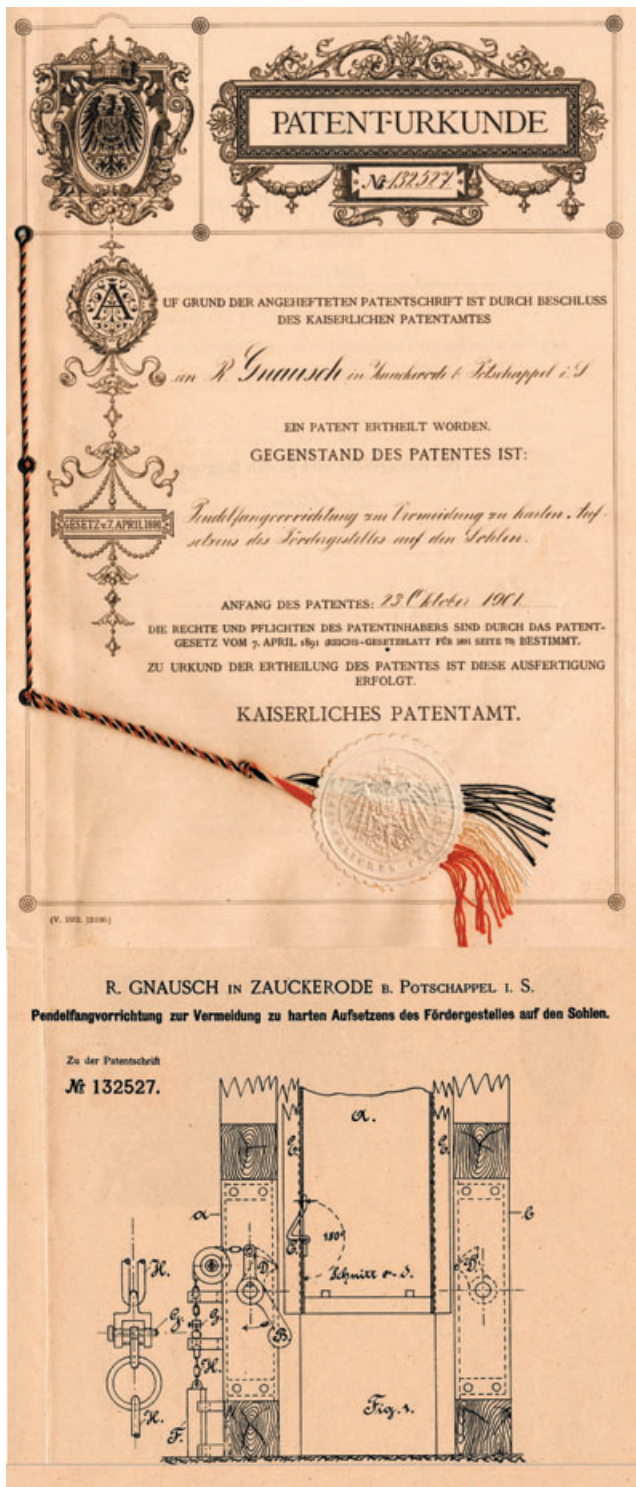 PATENT-URKUNDE
№ 132527
AUF GRUND DER ANGEHEFTETEN PATENTSCHRIFT IST DURCH BESCHLUSS
DES KAISERLICHEN PATENTAMTES
an R. Gnausch in Zauckerode b. Potschappel i. S
EIN PATENT ERTHEILT WORDEN.
GEGENSTAND DES PATENTES IST:
GESETZ v. 7. APRIL 1891
Pendelfangvorrichtung zur Vermeidung zu harten Auf-
setzens des Fördergestelles auf den Sohlen.
ANFANG DES PATENTES: 23 Oktober 1901
DIE RECHTE UND PFLICHTEN DES PATENTINHABERS SIND DURCH DAS PATENT-
GESETZ VOM 7. APRIL 1891 (REICHS-GESETZBLATT FÜR 1891 SEITE 79) BESTIMMT.
ZU URKUND DER ERTHEILUNG DES PATENTES IST DIESE AUSFERTIGUNG
ERFOLGT.
KAISERLICHES PATENTAMT.
R. GNAUSCH IN ZAUCKERODE B. POTSCHAPPEL I. S.
Pendelfangvorrichtung zur Vermeidung zu harten Aufsetzens des Fördergestelles auf den Sohlen.
Zu der Patentschrift
№ 132527.
a.
E.
E.
a
b
180°
C.
D.
D.
Schnitt
B.
H.
G.
G.
H.
H.
F.
Fig. 1.